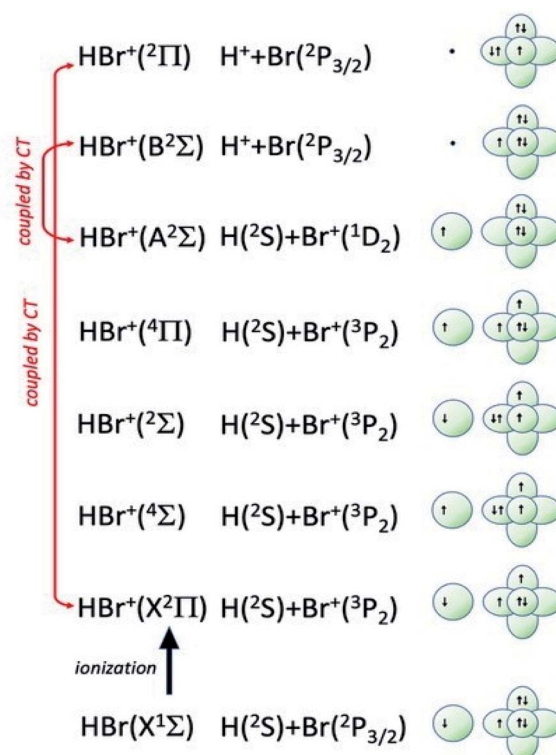 HBr⁺(²Π) H⁺+Br(²P₃/₂) ↑↓ ↓↑ ↑
HBr⁺(B²Σ) H⁺+Br(²P₃/₂) ↑↓ ↑ ↑↓
HBr⁺(A²Σ) H(²S)+Br⁺(¹D₂) ↑ ↑↓ ↑↓
HBr⁺(⁴Π) H(²S)+Br⁺(³P₂) ↑ ↑ ↑ ↑↓
HBr⁺(²Σ) H(²S)+Br⁺(³P₂) ↓ ↑ ↓↑ ↑
HBr⁺(⁴Σ) H(²S)+Br⁺(³P₂) ↑ ↑ ↓↑ ↑
HBr⁺(X²Π) H(²S)+Br⁺(³P₂) ↓ ↑ ↑ ↑↓
HBr(X¹Σ) H(²S)+Br(²P₃/₂) ↓ ↑↓ ↑ ↑↓
coupled by CT
coupled by CT
ionization